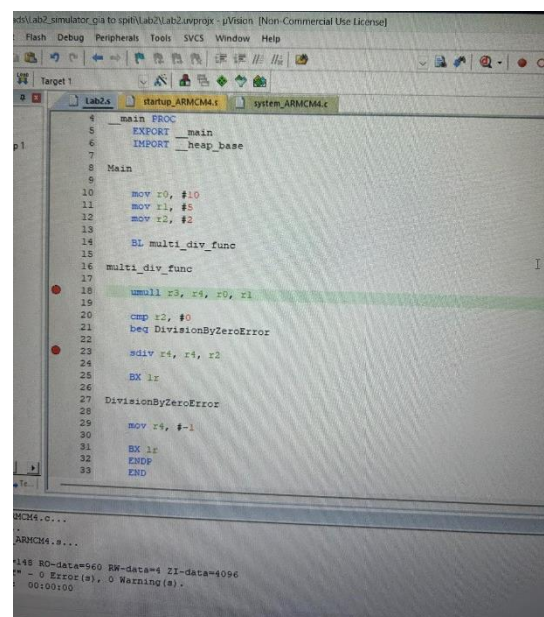 ads\Lab2_simulator_gia to spiti\Lab2\Lab2.uvprojx - µVision [Non-Commercial Use License]
Flash Debug Peripherals Tools SVCS Window Help
Target 1
Lab2.s startup_ARMCM4.s system_ARMCM4.c
4 __main PROC
5 EXPORT __main
6 IMPORT __heap_base
7
8 Main
9
10 mov r0, #10
11 mov r1, #5
12 mov r2, #2
13
14 BL multi_div_func
15
16 multi_div_func
17
18 umull r3, r4, r0, r1
19
20 cmp r2, #0
21 beq DivisionByZeroError
22
23 sdiv r4, r4, r2
24
25 BX lr
26
27 DivisionByZeroError
28
29 mov r4, #-1
30
31 BX lr
32 ENDP
33 END
p 1
Te...
MCM4.c...
ARMCM4.s...
=148 RO-data=960 RW-data=4 ZI-data=4096
" - 0 Error(s), 0 Warning(s).
: 00:00:00